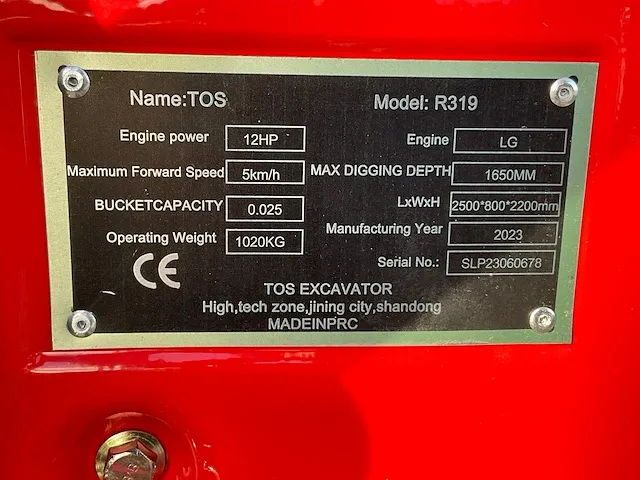 Name:TOS Model: R319
Engine power 12HP Engine LG
Maximum Forward Speed 5km/h MAX DIGGING DEPTH 1650MM
BUCKETCAPACITY 0.025 LxWxH 2500*800*2200mm
Operating Weight 1020KG Manufacturing Year 2023
Serial No.: SLP23060678
CE
TOS EXCAVATOR
High,tech zone,jining city,shandong
MADEINPRC